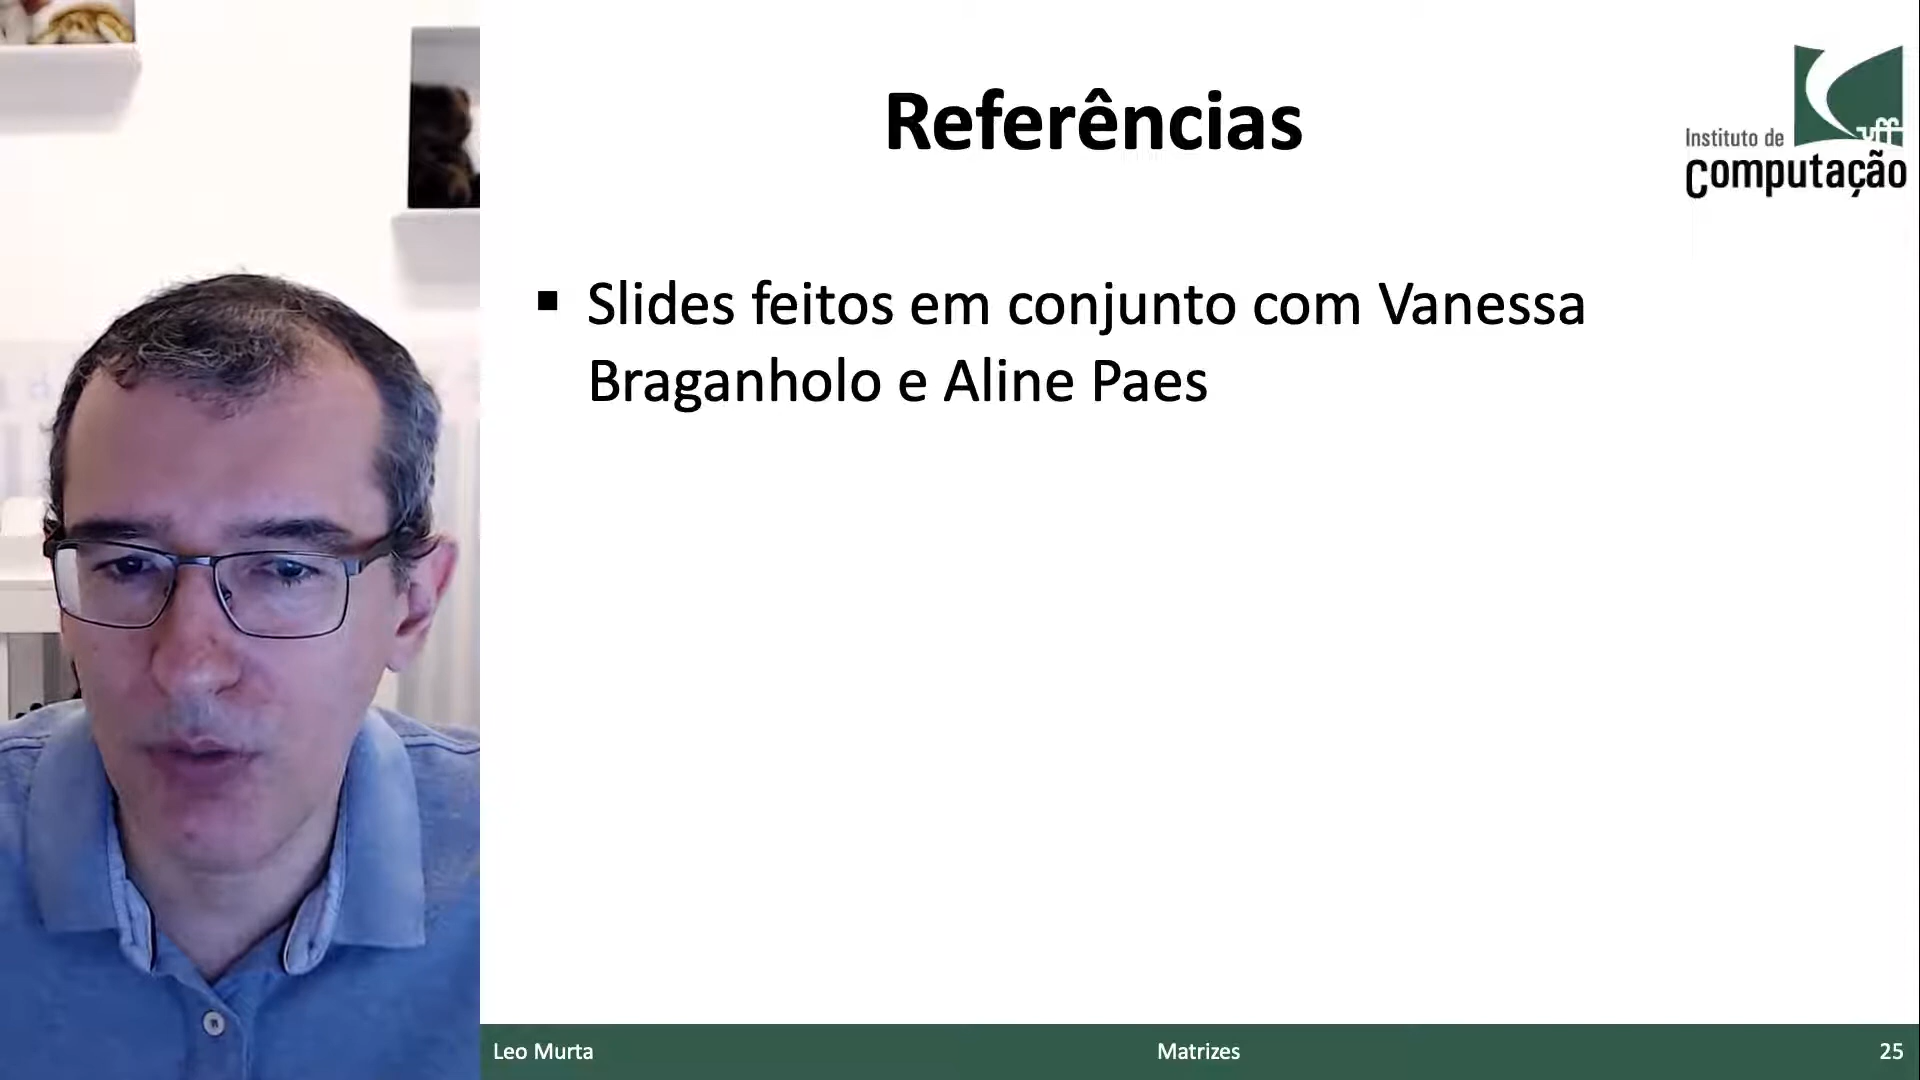 Referências
Instituto de
uff
Computação
▪ Slides feitos em conjunto com Vanessa
Braganholo e Aline Paes
Leo Murta
Matrizes
25